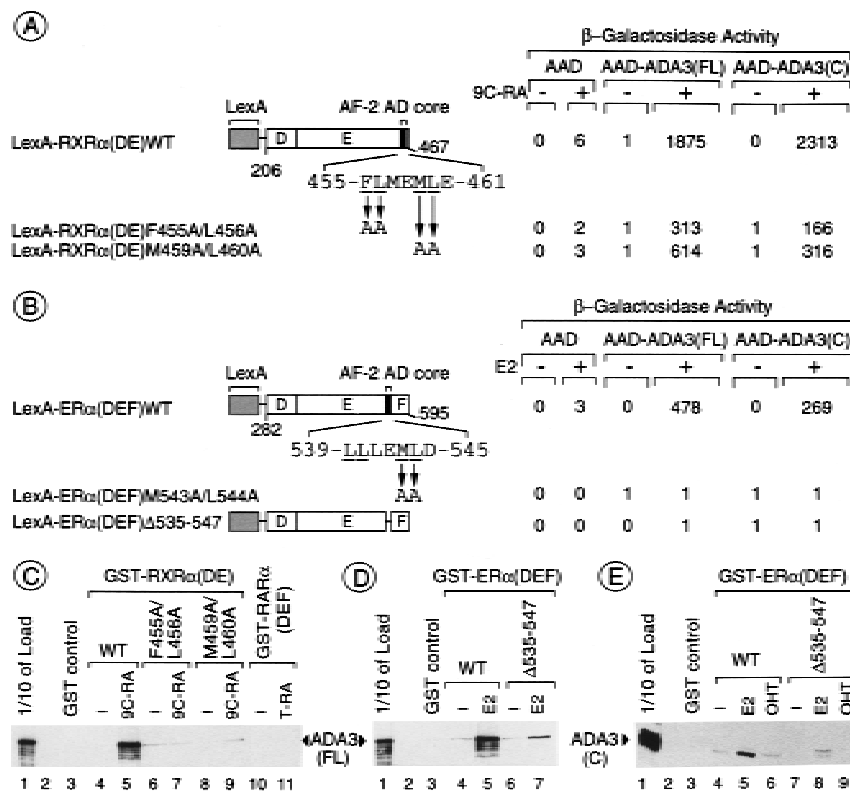 A
β-Galactosidase Activity
AAD AAD-ADA3(FL) AAD-ADA3(C)
9C-RA - + - + - +
LexA AF-2 AD core
LexA-RXRα(DE)WT D E 467 0 6 1 1875 0 2313
206
455-FLMEMLE-461
LexA-RXRα(DE)F455A/L456A AA 0 2 1 313 1 166
LexA-RXRα(DE)M459A/L460A AA 0 3 1 614 1 316
B
β-Galactosidase Activity
AAD AAD-ADA3(FL) AAD-ADA3(C)
E2 - + - + - +
LexA AF-2 AD core
LexA-ERα(DEF)WT D E F 595 0 3 0 478 0 269
282
539-LLLEMLD-545
LexA-ERα(DEF)M543A/L544A AA 0 0 1 1 1 1
LexA-ERα(DEF)Δ535-547 D E F 0 0 0 1 1 1
C
GST-RXRα(DE)
1/10 of Load
GST control
WT
F455A/
L456A
M459A/
L460A
GST-RARα
(DEF)
- 9C-RA - 9C-RA - 9C-RA - T-RA
ADA3
(FL)
1 2 3 4 5 6 7 8 9 10 11
D
GST-ERα(DEF)
1/10 of Load
GST control
WT
Δ535-547
- E2 - E2
1 2 3 4 5 6 7
E
GST-ERα(DEF)
1/10 of Load
GST control
WT
Δ535-547
- E2 OHT - E2 OHT
ADA3
(C)
1 2 3 4 5 6 7 8 9